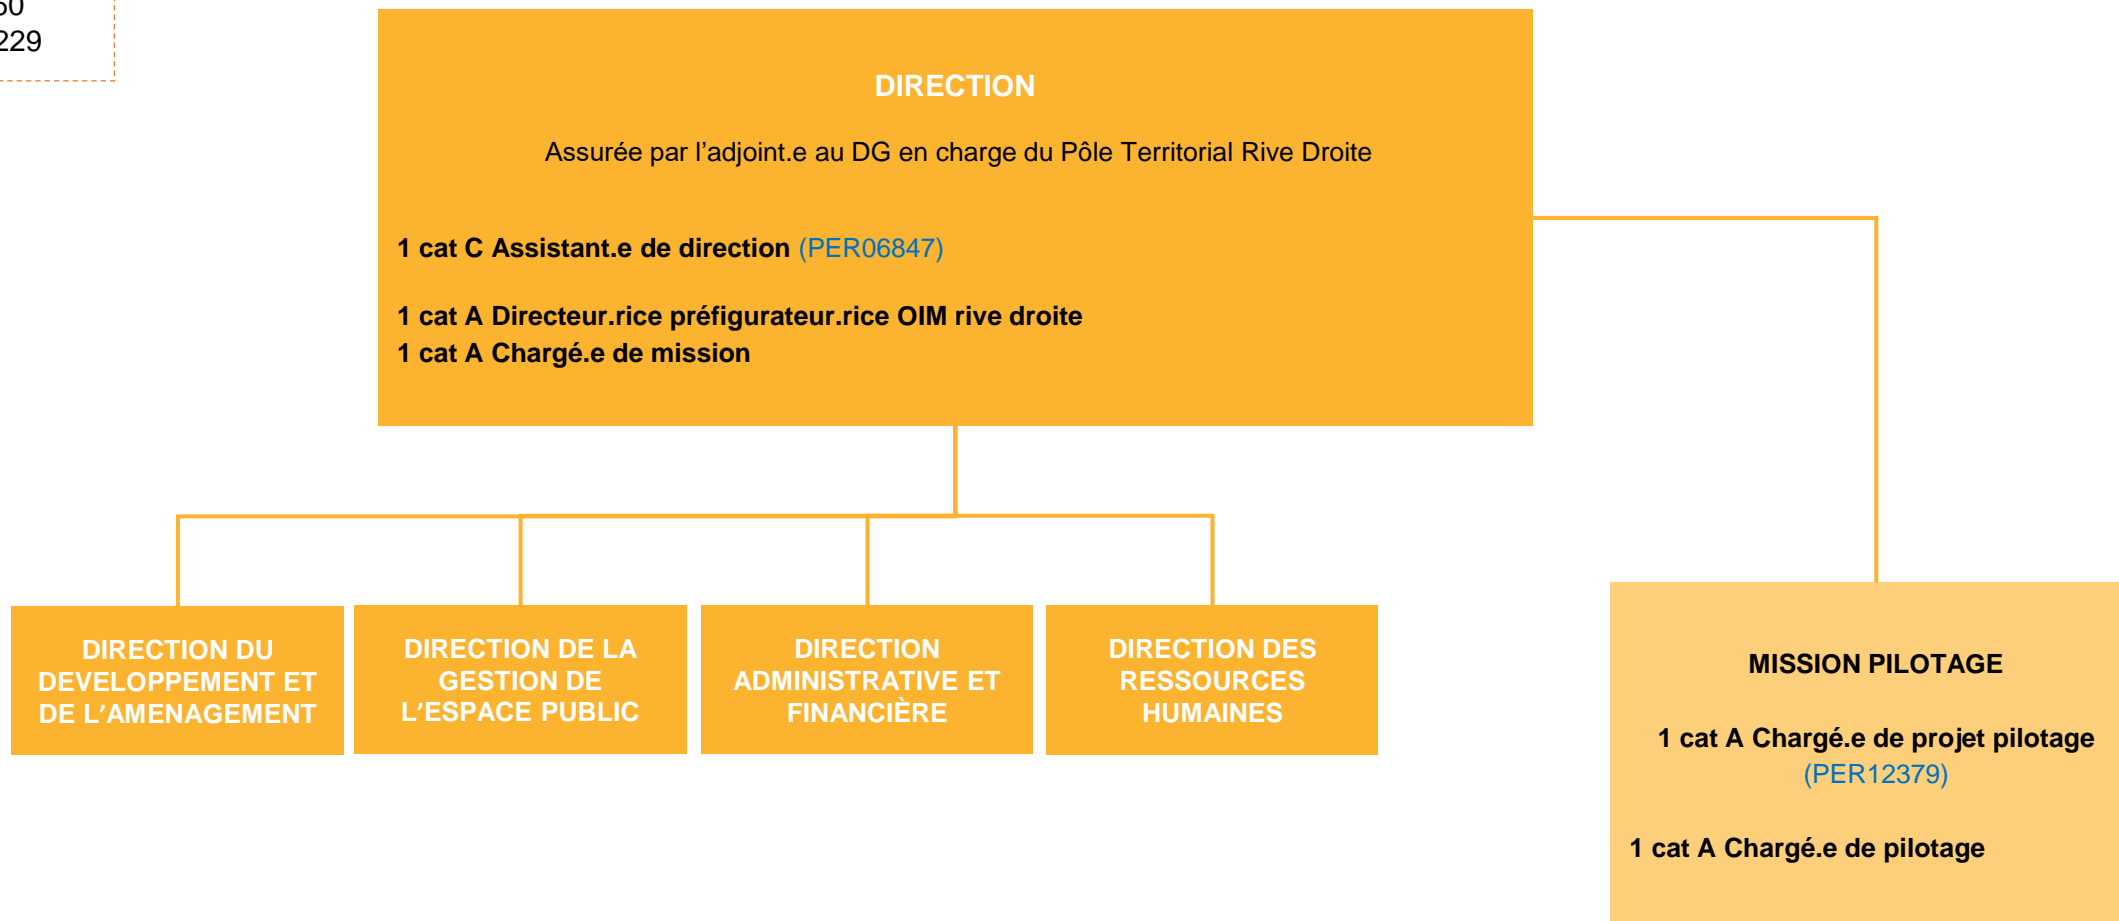 229
DIRECTION
Assurée par l’adjoint.e au DG en charge du Pôle Territorial Rive Droite
1 cat C Assistant.e de direction (PER06847)
1 cat A Directeur.rice préfigurateur.rice OIM rive droite
1 cat A Chargé.e de mission
DIRECTION DU
DEVELOPPEMENT ET
DE L’AMENAGEMENT
DIRECTION DE LA
GESTION DE
L’ESPACE PUBLIC
DIRECTION
ADMINISTRATIVE ET
FINANCIÈRE
DIRECTION DES
RESSOURCES
HUMAINES
MISSION PILOTAGE
1 cat A Chargé.e de projet pilotage
(PER12379)
1 cat A Chargé.e de pilotage